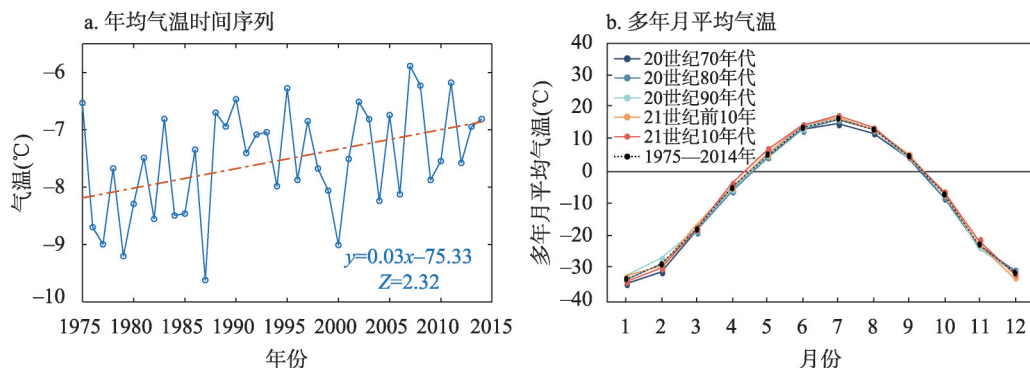 a. 年均气温时间序列
气温(℃)
–6
–7
–8
–9
–10
y=0.03x–75.33
Z=2.32
1975 1980 1985 1990 1995 2000 2005 2010 2015
年份
b. 多年月平均气温
多年月平均气温(℃)
40
30
20
10
0
–10
–20
–30
–40
20世纪70年代
20世纪80年代
20世纪90年代
21世纪前10年
21世纪10年代
1975—2014年
1 2 3 4 5 6 7 8 9 10 11 12
月份